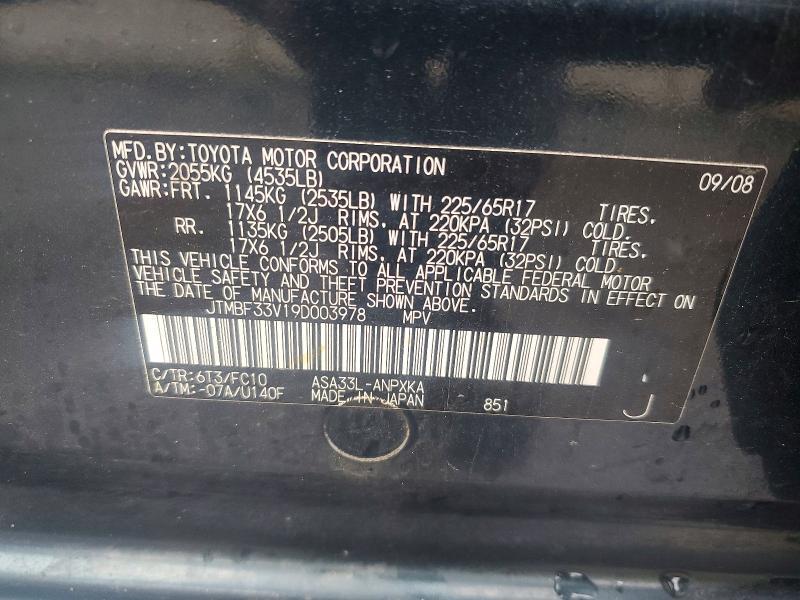 MFD.BY:TOYOTA MOTOR CORPORATION 09/08
GVWR:2055KG (4535LB)
GAWR:FRT. 1145KG (2535LB) WITH 225/65R17 TIRES,
17X6 1/2J RIMS, AT 220KPA (32PSI) COLD.
RR. 1135KG (2505LB) WITH 225/65R17 TIRES,
17X6 1/2J RIMS, AT 220KPA (32PSI) COLD.
THIS VEHICLE CONFORMS TO ALL APPLICABLE FEDERAL MOTOR
VEHICLE SAFETY AND THEFT PREVENTION STANDARDS IN EFFECT ON
THE DATE OF MANUFACTURE SHOWN ABOVE.
JTMBF33V19D003978 MPV
C/TR:6T3/FC10 ASA33L-ANPXKA
A/TM:-07A/U140F MADE IN JAPAN 851 J